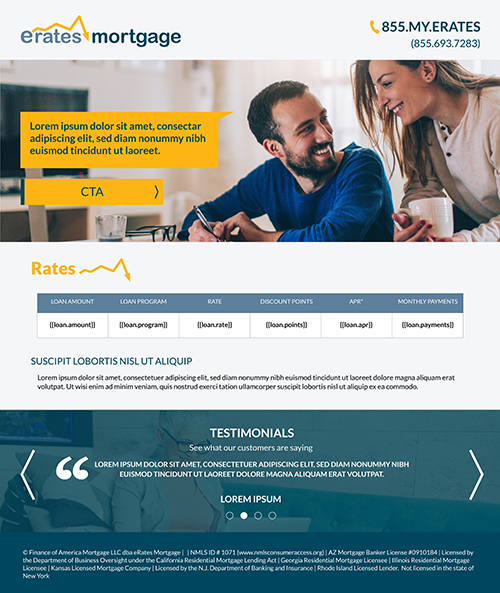 erates mortgage
855.MY.ERATES
(855.693.7283)
Lorem ipsum dolor sit amet, consectar
adipiscing elit, sed diam nonummy nibh
euismod tincidunt ut laoreet.
CTA
Rates
LOAN AMOUNT LOAN PROGRAM RATE DISCOUNT POINTS APR* MONTHLY PAYMENTS
{{loan.amount}} {{loan.program}} {{loan.rate}} {{loan.points}} {{loan.apr}} {{loan.payments}}
SUSCIPIT LOBORTIS NISL UT ALIQUIP
Lorem ipsum dolor sit amet, consectetuer adipiscing elit, sed diam nonummy nibh euismod tincidunt ut laoreet dolore magna aliquam erat
volutpat. Ut wisi enim ad minim veniam, quis nostrud exerci tation ullamcorper suscipit lobortis nisl ut aliquip ex ea commodo.
TESTIMONIALS
See what our customers are saying
“ LOREM IPSUM DOLOR SIT AMET, CONSECTETUER ADIPISCING ELIT, SED DIAM NONUMMY NIBH
EUISMOD TINCIDUNT UT LAOREET DOLORE MAGNA ALIQUAM ERAT VOLUTPAT.
LOREM IPSUM
© Finance of America Mortgage LLC dba eRates Mortgage | | NMLS ID # 1071 (www.nmlsconsumeraccess.org) | AZ Mortgage Banker License #0910184 | Licensed by
the Department of Business Oversight under the California Residential Mortgage Lending Act | Georgia Residential Mortgage Licensee | Illinois Residential Mortgage
Licensee | Kansas Licensed Mortgage Company | Licensed by the N.J. Department of Banking and Insurance | Rhode Island Licensed Lender. Not licensed in the state of
New York